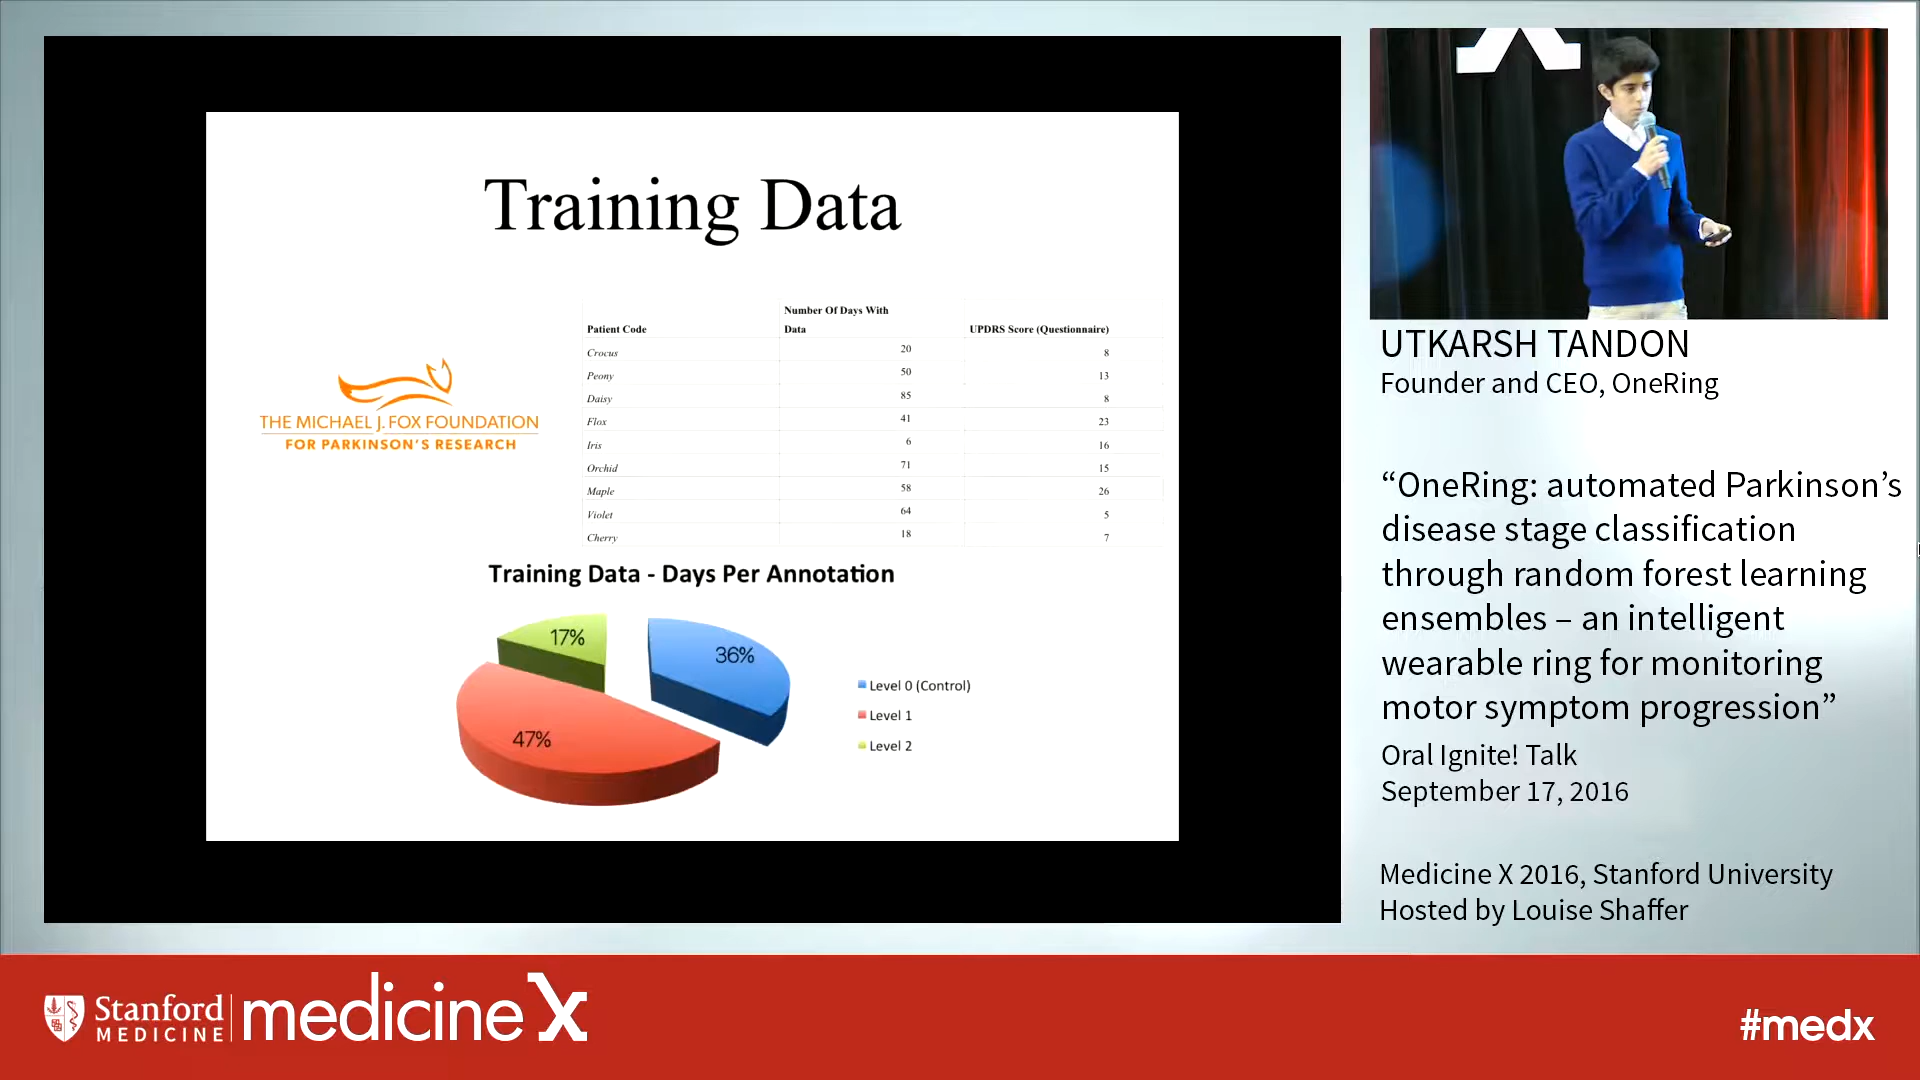 Training Data
THE MICHAEL J. FOX FOUNDATION
FOR PARKINSON'S RESEARCH
Patient Code Number Of Days With Data UPDRS Score (Questionnaire)
Crocus 20 8
Peony 50 13
Daisy 85 8
Flox 41 23
Iris 6 16
Orchid 71 15
Maple 58 26
Violet 64 5
Cherry 18 7
Training Data - Days Per Annotation
17%
36%
47%
Level 0 (Control)
Level 1
Level 2
X
UTKARSH TANDON
Founder and CEO, OneRing
“OneRing: automated Parkinson’s
disease stage classification
through random forest learning
ensembles – an intelligent
wearable ring for monitoring
motor symptom progression”
Oral Ignite! Talk
September 17, 2016
Medicine X 2016, Stanford University
Hosted by Louise Shaffer
Stanford
MEDICINE
medicine X
#medx